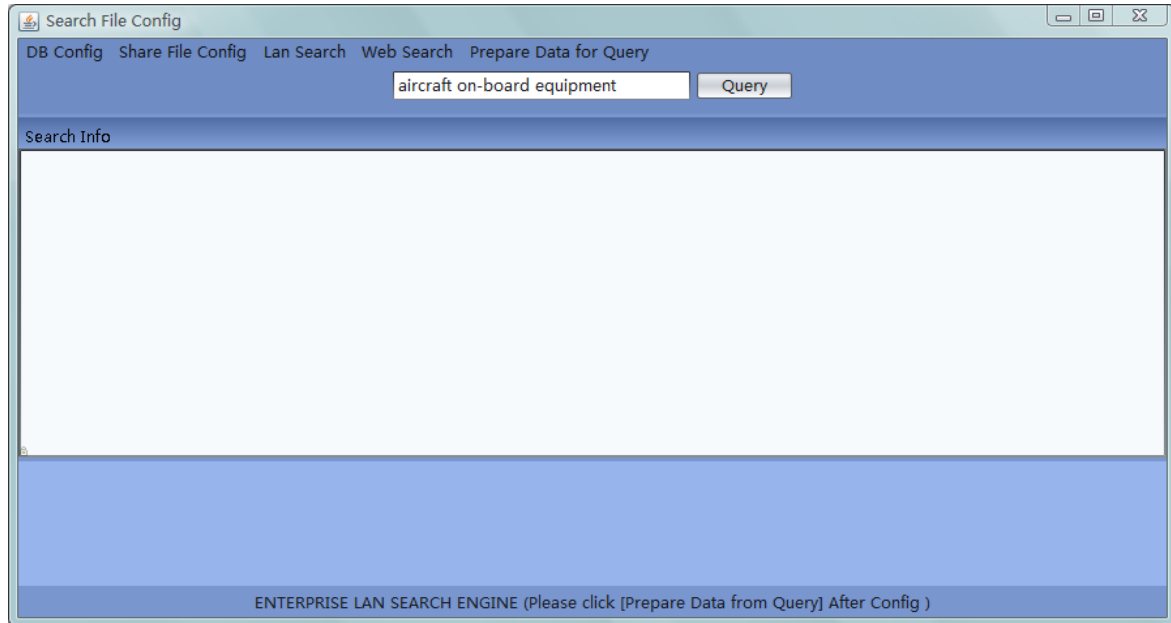 Search File Config
DB Config Share File Config Lan Search Web Search Prepare Data for Query
aircraft on-board equipment Query
Search Info
ENTERPRISE LAN SEARCH ENGINE (Please click [Prepare Data from Query] After Config )